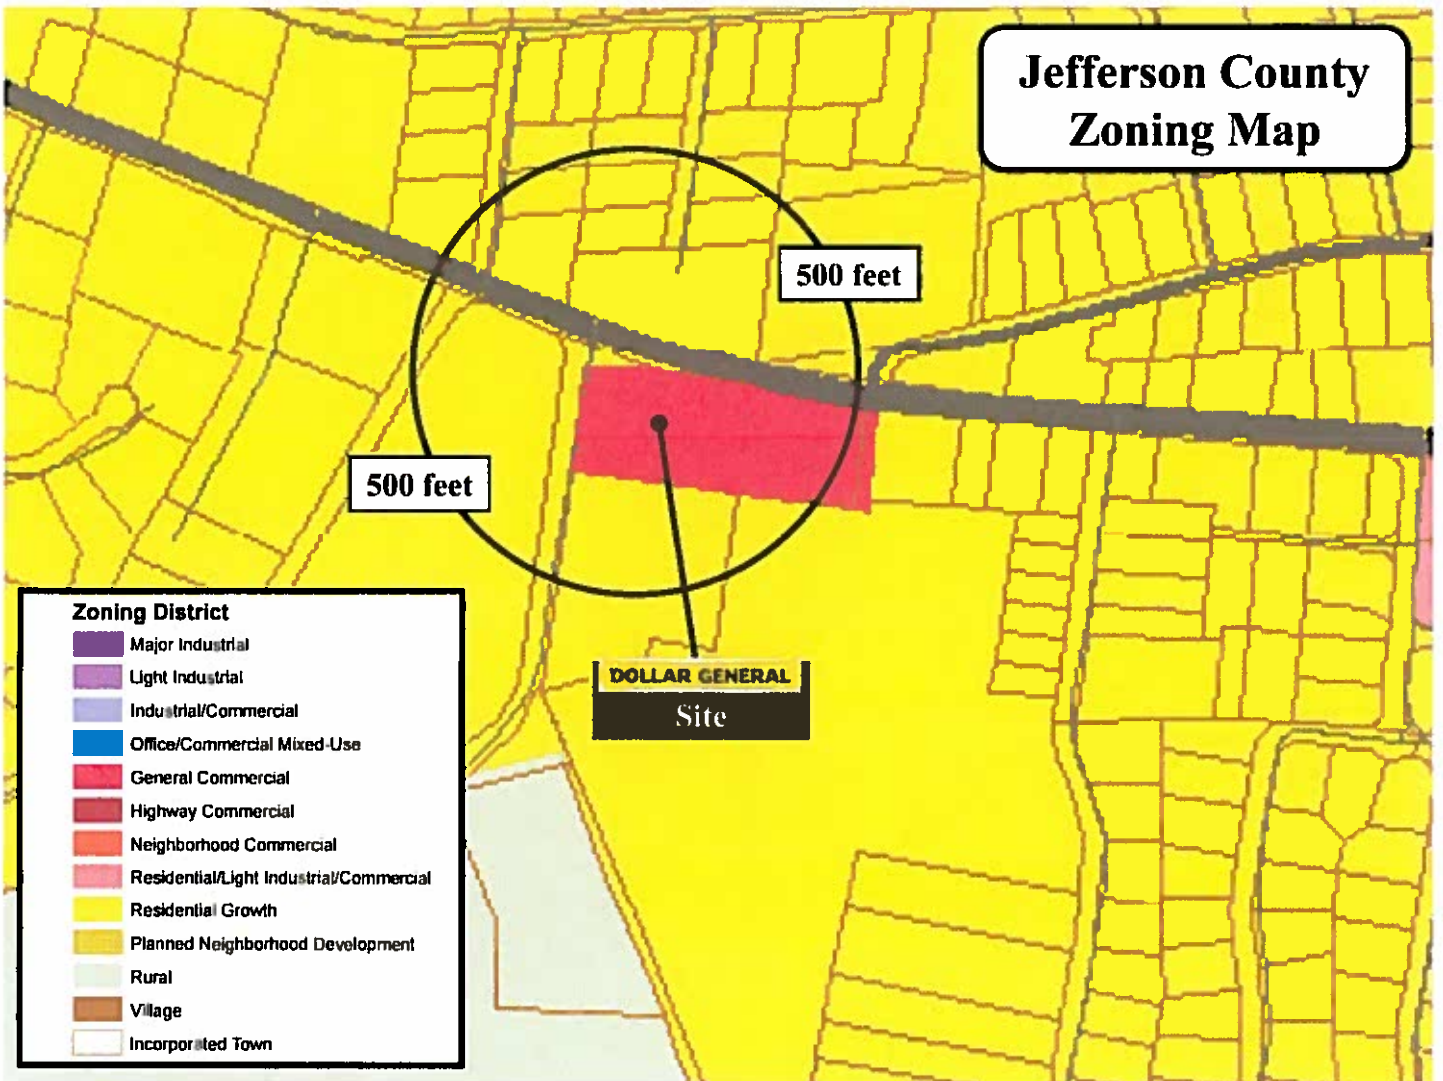 Jefferson County
Zoning Map
500 feet
500 feet
Zoning District
Major Industrial
Light Industrial
Industrial/Commercial
Office/Commercial Mixed-Use
General Commercial
Highway Commercial
Neighborhood Commercial
Residential/Light Industrial/Commercial
Residential Growth
Planned Neighborhood Development
Rural
Village
Incorporated Town
DOLLAR GENERAL
Site